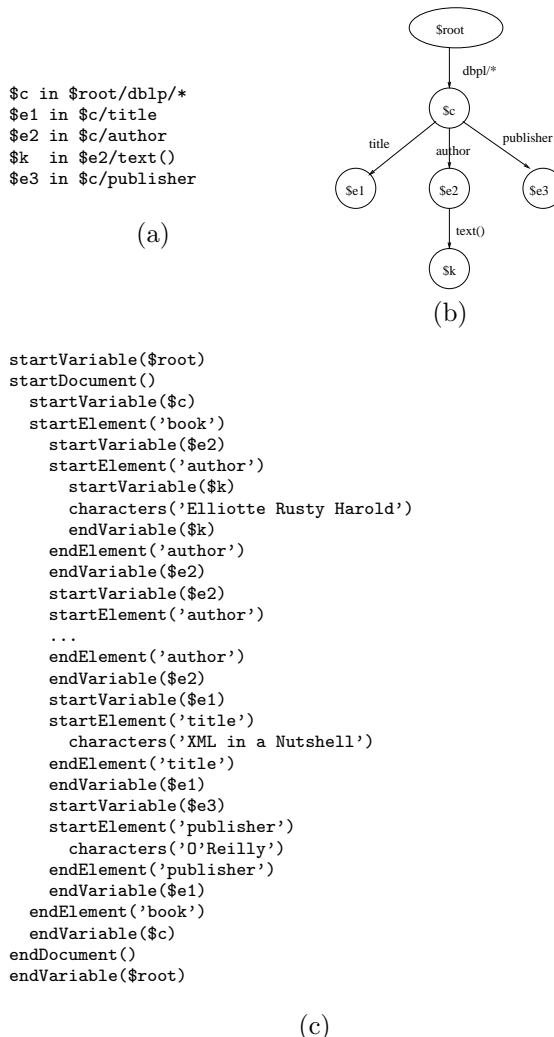 $c in $root/dblp/*
$e1 in $c/title
$e2 in $c/author
$k  in $e2/text()
$e3 in $c/publisher
(a)
$root
dbpl/*
$c
title
author
publisher
$e1
$e2
$e3
text()
$k
(b)
startVariable($root)
startDocument()
  startVariable($c)
  startElement('book')
    startVariable($e2)
    startElement('author')
      startVariable($k)
      characters('Elliotte Rusty Harold')
      endVariable($k)
    endElement('author')
    endVariable($e2)
    startVariable($e2)
    startElement('author')
    ...
    endElement('author')
    endVariable($e2)
    startVariable($e1)
    startElement('title')
      characters('XML in a Nutshell')
    endElement('title')
    endVariable($e1)
    startVariable($e3)
    startElement('publisher')
      characters('O'Reilly')
    endElement('publisher')
    endVariable($e1)
  endElement('book')
  endVariable($c)
endDocument()
endVariable($root)
(c)